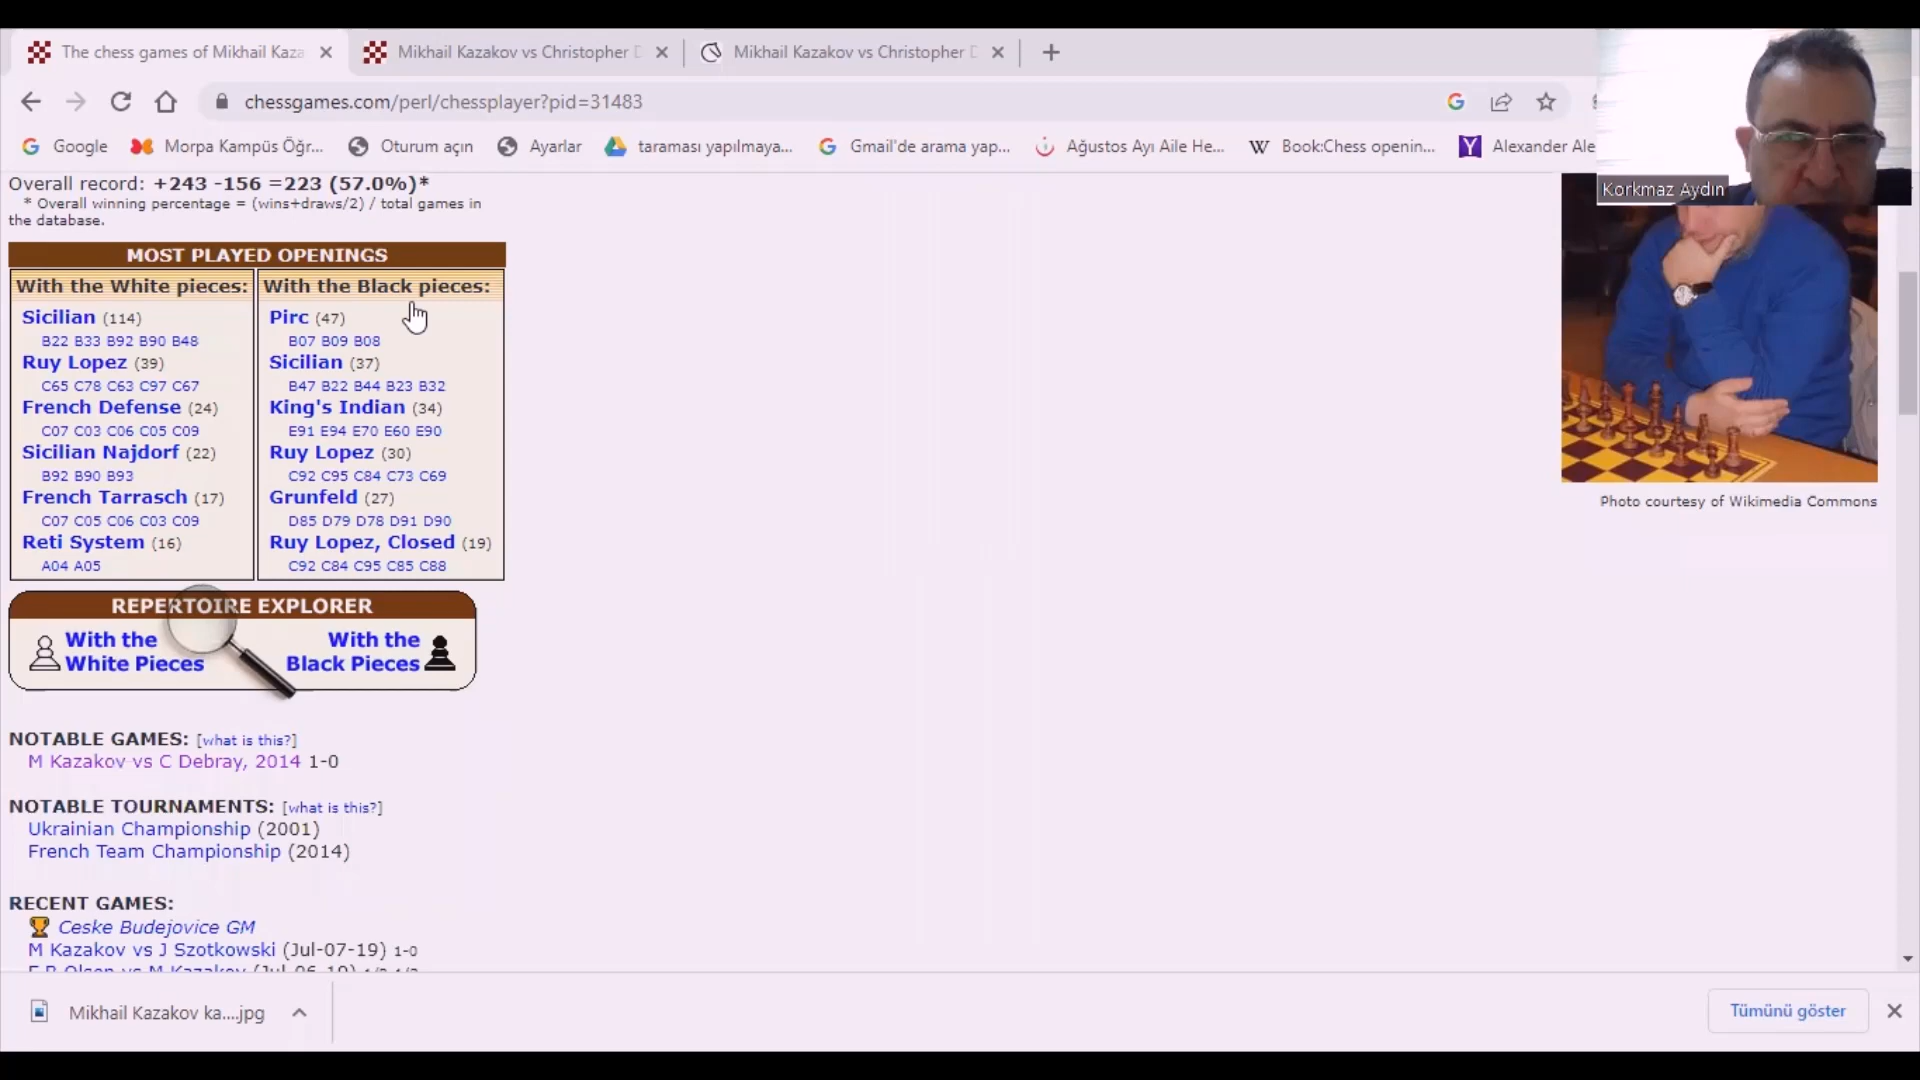 The chess games of Mikhail Kaza
Mikhail Kazakov vs Christopher D
Mikhail Kazakov vs Christopher D
chessgames.com/perl/chessplayer?pid=31483
Google
Morpa Kampüs Öğr...
Oturum açın
Ayarlar
taraması yapılmaya...
Gmail'de arama yap...
Ağustos Ayı Aile He...
Book:Chess openin...
Alexander Ale
Korkmaz Aydın
Overall record: +243 -156 =223 (57.0%)*
* Overall winning percentage = (wins+draws/2) / total games in
the database.
MOST PLAYED OPENINGS
With the White pieces:
Sicilian (114)
B22 B33 B92 B90 B48
Ruy Lopez (39)
C65 C78 C63 C97 C67
French Defense (24)
C07 C03 C06 C05 C09
Sicilian Najdorf (22)
B92 B90 B93
French Tarrasch (17)
C07 C05 C06 C03 C09
Reti System (16)
A04 A05
With the Black pieces:
Pirc (47)
B07 B09 B08
Sicilian (37)
B47 B22 B44 B23 B32
King's Indian (34)
E91 E94 E70 E60 E90
Ruy Lopez (30)
C92 C95 C84 C73 C69
Grunfeld (27)
D85 D79 D78 D91 D90
Ruy Lopez, Closed (19)
C92 C84 C95 C85 C88
Photo courtesy of Wikimedia Commons
REPERTOIRE EXPLORER
With the
White Pieces
With the
Black Pieces
NOTABLE GAMES: [what is this?]
M Kazakov vs C Debray, 2014 1-0
NOTABLE TOURNAMENTS: [what is this?]
Ukrainian Championship (2001)
French Team Championship (2014)
RECENT GAMES:
Ceske Budejovice GM
M Kazakov vs J Szotkowski (Jul-07-19) 1-0
Olsen vs M Kazakov (Jul-06-19)
Mikhail Kazakov ka....jpg
Tümünü göster